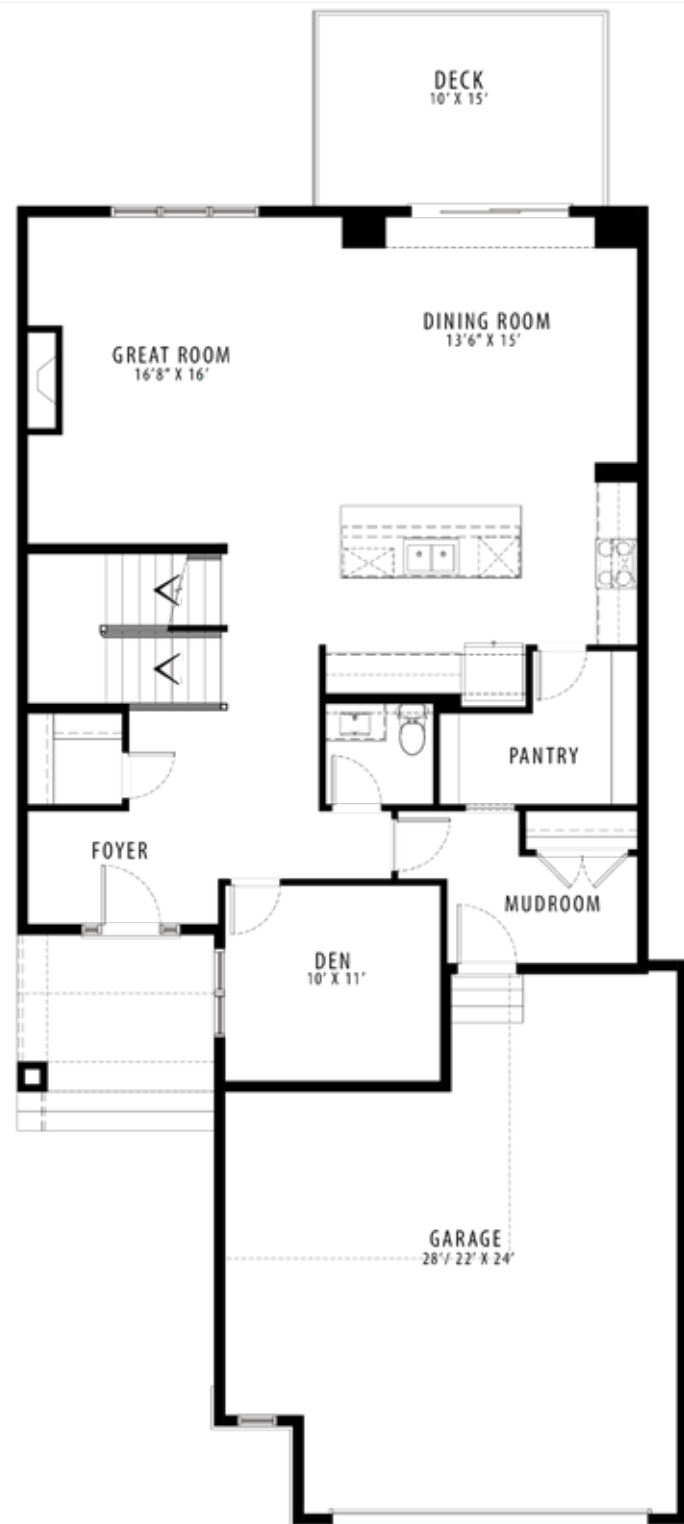 DECK
10' X 15'
DINING ROOM
13'6" X 15'
GREAT ROOM
16'8" X 16'
PANTRY
FOYER
MUDROOM
DEN
10' X 11'
GARAGE
28'/ 22' X 24'